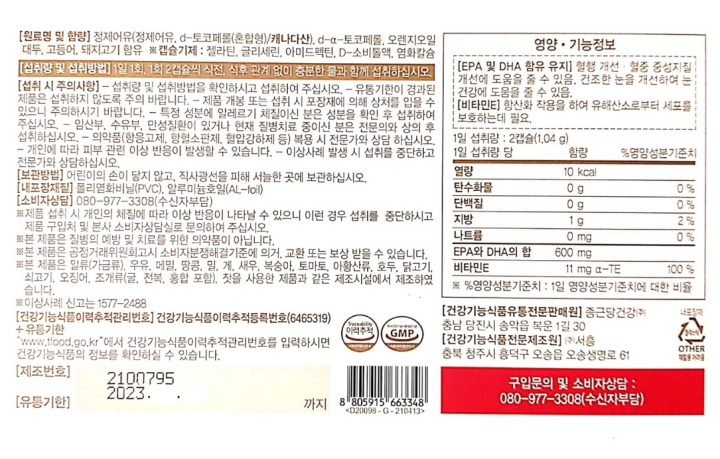 [원료명 및 함량] 정제어유(정제어유, d-토코페롤(혼합형)/캐나다산), d-α-토코페롤, 오렌지오일
대두, 고등어, 돼지고기 함유 ※캡슐기제 : 젤라틴, 글리세린, 아미드펙틴, D-소비톨액, 염화칼슘
[섭취량 및 섭취방법] 1일 1회, 1회 2캡슐씩 식전, 식후 관계 없이 충분한 물과 함께 섭취하십시오.
[섭취 시 주의사항] - 섭취량 및 섭취방법을 확인하시고 섭취하여 주십시오. - 유통기한이 경과된
제품은 섭취하지 않도록 주의 바랍니다. - 제품 개봉 또는 섭취 시 포장재에 의해 상처를 입을 수
있으니 주의하시기 바랍니다. - 특정 성분에 알레르기 체질이신 분은 성분을 확인 후 섭취하여
주십시오. - 임산부, 수유부, 만성질환이 있거나 현재 질병치료 중이신 분은 전문의와 상의 후
섭취하십시오. - 의약품(항응고제, 항혈소판제, 혈압강하제 등) 복용 시 전문가와 상담 하십시오.
- 개인에 따라 피부 관련 이상 반응이 발생할 수 있습니다. - 이상사례 발생 시 섭취를 중단하고
전문가와 상담하십시오.
[보관방법] 어린이의 손이 닿지 않고, 직사광선을 피해 서늘한 곳에 보관하십시오.
[내포장재질] 폴리염화비닐(PVC), 알루미늄호일(AL-foil)
[소비자상담] 080-977-3308(수신자부담)
※제품 섭취 시 개인의 체질에 따라 이상 반응이 나타날 수 있으니 이런 경우 섭취를 중단하시고
제품 구입처 및 본사 소비자상담실로 문의하여 주십시오.
※본 제품은 질병의 예방 및 치료를 위한 의약품이 아닙니다.
※본 제품은 공정거래위원회고시 소비자분쟁해결기준에 의거, 교환 또는 보상 받을 수 있습니다.
※본 제품은 알류(가금류), 우유, 메밀, 땅콩, 밀, 게, 새우, 복숭아, 토마토, 아황산류, 호두, 닭고기,
쇠고기, 오징어, 조개류(굴, 전복, 홍합 포함), 잣을 사용한 제품과 같은 제조시설에서 제조하였
습니다.
※이상사례 신고는 1577-2488
[건강기능식품이력추적관리번호] 건강기능식품이력추적등록번호(6465319)
+ 유통기한
"www.tfood.go.kr"에서 건강기능식품이력추적관리번호를 입력하시면
건강기능식품의 정보를 확인하실 수 있습니다.
[제조번호] 2100795
[유통기한] 2023. . 까지
Traceability
이력추적
GMP
8 805915 663348
<D20098 - G - 210413>
영양·기능정보
[EPA 및 DHA 함유 유지] 혈행 개선·혈중 중성지질
개선에 도움을 줄 수 있음. 건조한 눈을 개선하여 눈
건강에 도움을 줄 수 있음.
[비타민E] 항산화 작용을 하여 유해산소로부터 세포를
보호하는데 필요.
1일 섭취량 : 2캡슐(1.04 g)
1일 섭취량 당 함량 %영양성분기준치
열량 10 kcal
탄수화물 0 g 0 %
단백질 0 g 0 %
지방 1 g 2 %
나트륨 0 mg 0 %
EPA와 DHA의 합 600 mg
비타민E 11 mg α-TE 100 %
※ %영양성분기준치 : 1일 영양성분기준치에 대한 비율
[건강기능식품유통전문판매원] 종근당건강㈜
충남 당진시 송악읍 복운 1길 30
[건강기능식품전문제조원] ㈜서흥
충북 청주시 흥덕구 오송읍 오송생명로 61
내포장재
플라스틱
OTHER
구입문의 및 소비자상담 :
080-977-3308(수신자부담)